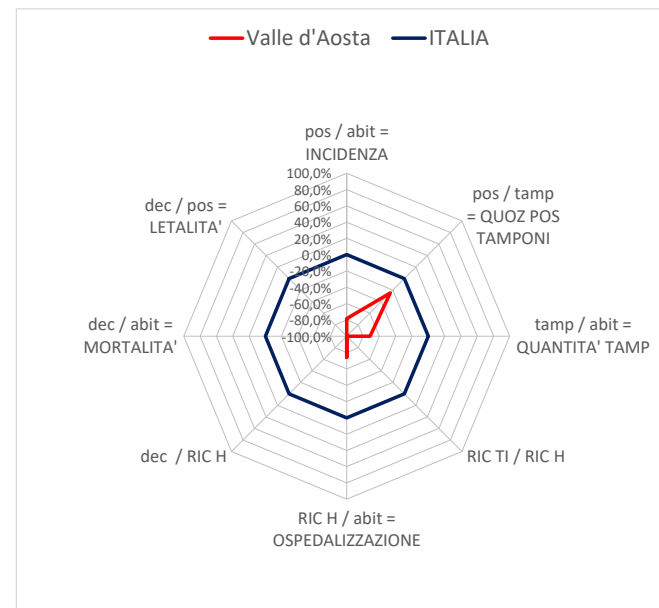 Valle d'Aosta
ITALIA
pos / abit =
INCIDENZA
pos / tamp
= QUOZ POS
TAMPONI
tamp / abit =
QUANTITA' TAMP
RIC TI / RIC H
RIC H / abit =
OSPEDALIZZAZIONE
dec / RIC H
dec / abit =
MORTALITA'
dec / pos =
LETALITA'
100,0%
80,0%
60,0%
40,0%
20,0%
0,0%
-20,0%
-40,0%
-60,0%
-80,0%
-100,0%